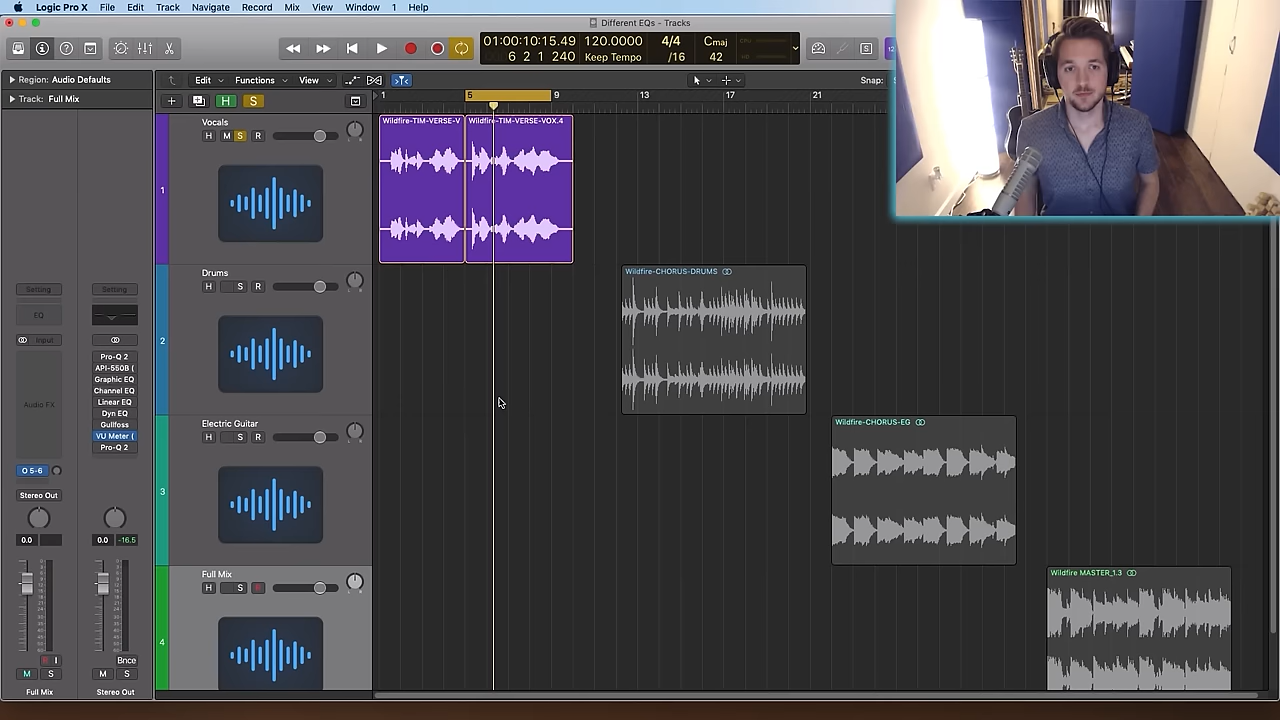 Logic Pro X File Edit Track Navigate Record Mix View Window 1 Help
Different EQs - Tracks
01:00:10:15.49 120.0000 4/4 Cmaj
6 2 1 240 Keep Tempo /16 42
CPU
HD
Region: Audio Defaults
Edit Functions View Snap:
Track: Full Mix
H S
1 5 9 13 17 21
1
Vocals
H M S R
Wildfire-TIM-VERSE-V
Wildfire-TIM-VERSE-VOX.4
2
Drums
H S R
Wildfire-CHORUS-DRUMS
3
Electric Guitar
H S R
Wildfire-CHORUS-EG
4
Full Mix
H S R
Wildfire MASTER_1.3
Setting Setting
EQ
Input
Audio FX
Pro-Q 2
API-550B (
Graphic EQ
Channel EQ
Linear EQ
Dyn EQ
Gullfoss
VU Meter (
Pro-Q 2
O 5-6
Stereo Out
0.0 0.0 -16.5
R I Bnce
M S M S
Full Mix Stereo Out